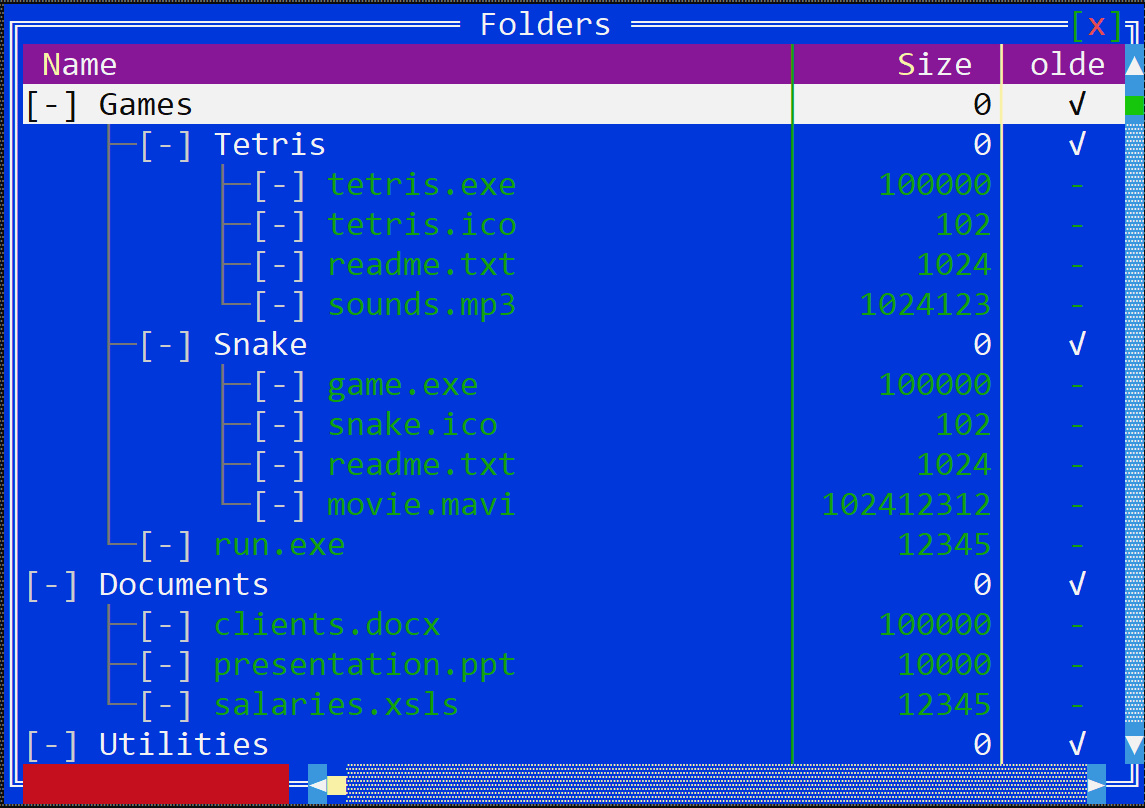 Folders [x]
Name Size olde
[-] Games 0 √
[-] Tetris 0 √
[-] tetris.exe 100000 -
[-] tetris.ico 102 -
[-] readme.txt 1024 -
[-] sounds.mp3 1024123 -
[-] Snake 0 √
[-] game.exe 100000 -
[-] snake.ico 102 -
[-] readme.txt 1024 -
[-] movie.mavi 102412312 -
[-] run.exe 12345 -
[-] Documents 0 √
[-] clients.docx 100000 -
[-] presentation.ppt 10000 -
[-] salaries.xsls 12345 -
[-] Utilities 0 √